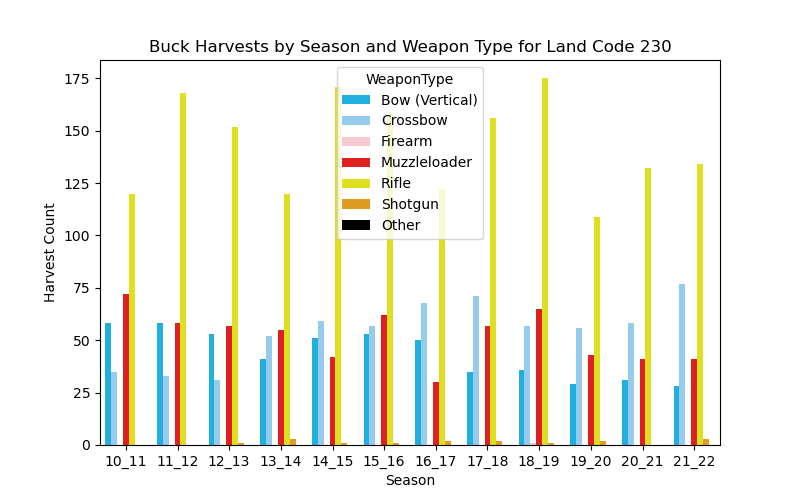 Buck Harvests by Season and Weapon Type for Land Code 230
WeaponType
Bow (Vertical)
Crossbow
Firearm
Muzzleloader
Rifle
Shotgun
Other
Harvest Count
175
150
125
100
75
50
25
0
10_11 11_12 12_13 13_14 14_15 15_16 16_17 17_18 18_19 19_20 20_21 21_22
Season